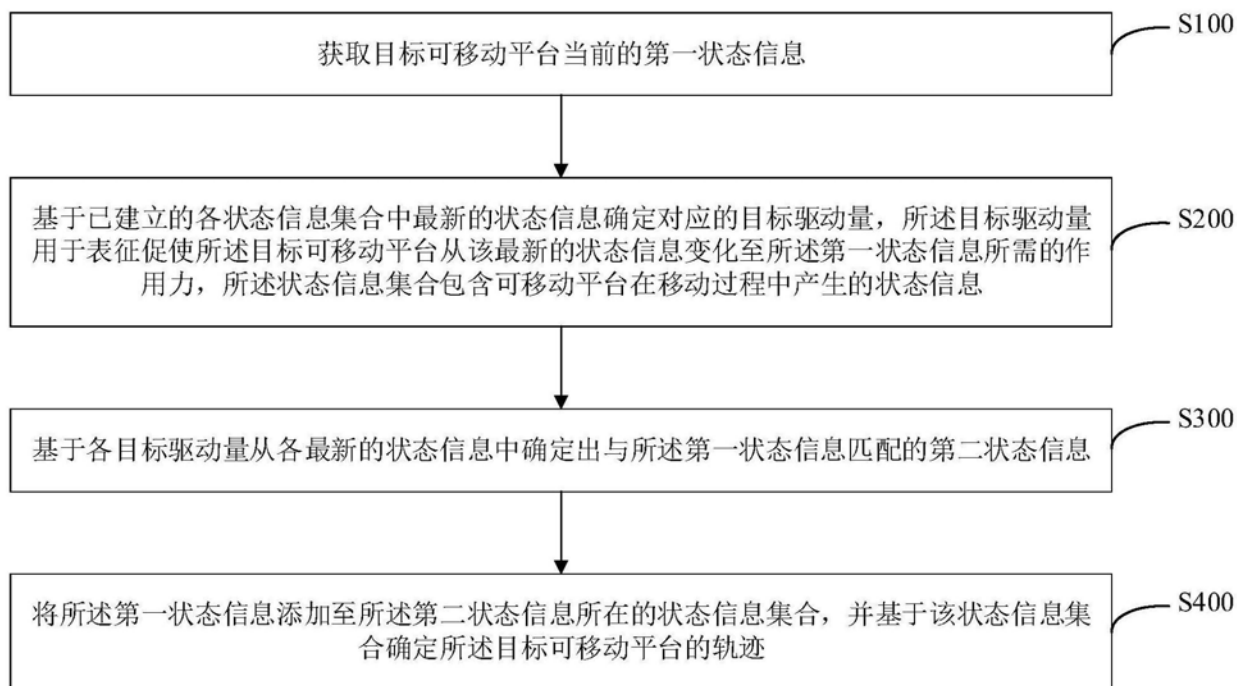 获取目标可移动平台当前的第一状态信息
S100
基于已建立的各状态信息集合中最新的状态信息确定对应的目标驱动量，所述目标驱动量
用于表征促使所述目标可移动平台从该最新的状态信息变化至所述第一状态信息所需的作
用力，所述状态信息集合包含可移动平台在移动过程中产生的状态信息
S200
基于各目标驱动量从各最新的状态信息中确定出与所述第一状态信息匹配的第二状态信息
S300
将所述第一状态信息添加至所述第二状态信息所在的状态信息集合，并基于该状态信息集
合确定所述目标可移动平台的轨迹
S400